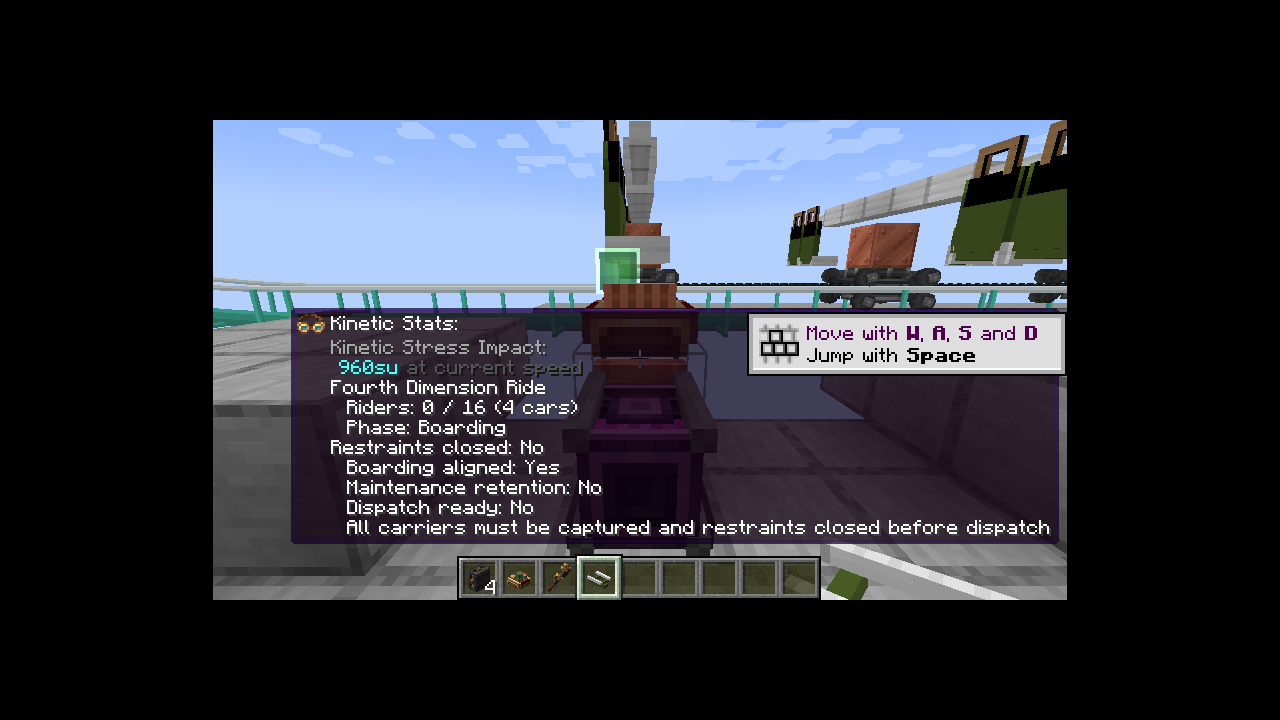 Kinetic Stats:
Kinetic Stress Impact:
960su at current speed
Fourth Dimension Ride
Riders: 0 / 16 (4 cars)
Phase: Boarding
Restraints closed: No
Boarding aligned: Yes
Maintenance retention: No
Dispatch ready: No
All carriers must be captured and restraints closed before dispatch
Move with W, A, S and D
Jump with Space
4